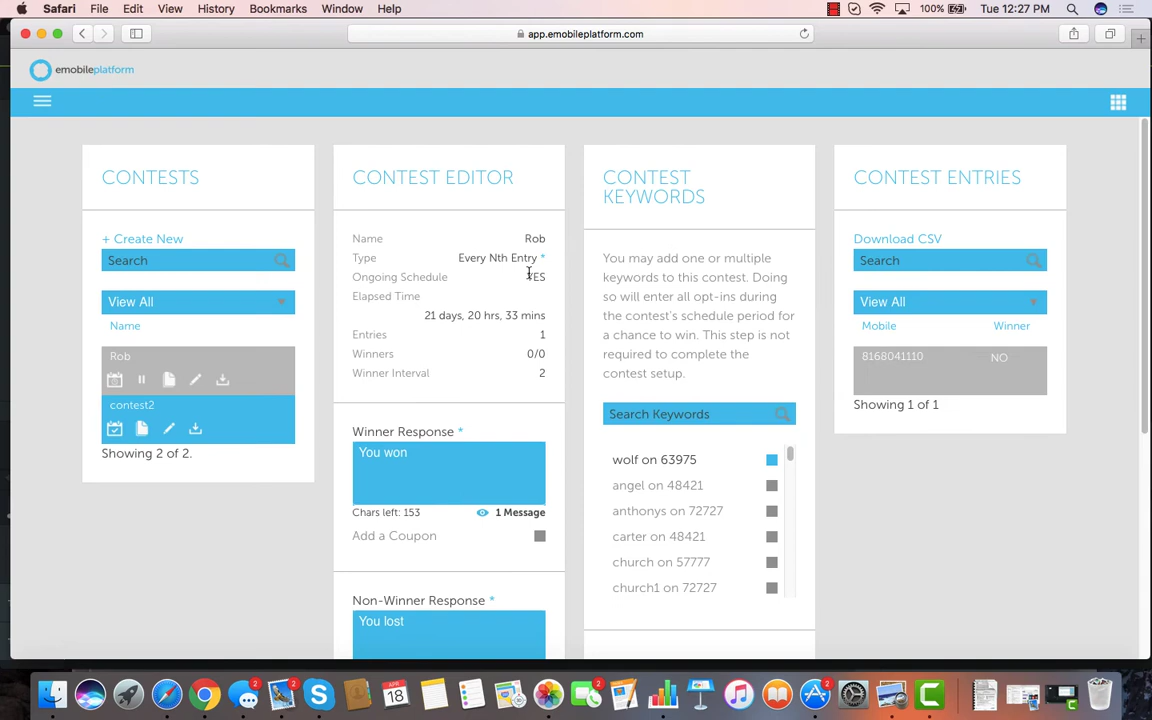 Safari File Edit View History Bookmarks Window Help 100% Tue 12:27 PM
app.emobileplatform.com
emobileplatform
CONTESTS
+ Create New
Search
View All
Name
Rob
contest2
Showing 2 of 2.
CONTEST EDITOR
Name Rob
Type Every Nth Entry *
Ongoing Schedule YES
Elapsed Time
21 days, 20 hrs, 33 mins
Entries 1
Winners 0/0
Winner Interval 2
Winner Response *
You won
Chars left: 153 1 Message
Add a Coupon
Non-Winner Response *
You lost
CONTEST
KEYWORDS
You may add one or multiple
keywords to this contest. Doing
so will enter all opt-ins during
the contest's schedule period for
a chance to win. This step is not
required to complete the
contest setup.
Search Keywords
wolf on 63975
angel on 48421
anthonys on 72727
carter on 48421
church on 57777
church1 on 72727
CONTEST ENTRIES
Download CSV
Search
View All
Mobile Winner
8168041110 NO
Showing 1 of 1
2 2 2 2
APR
18